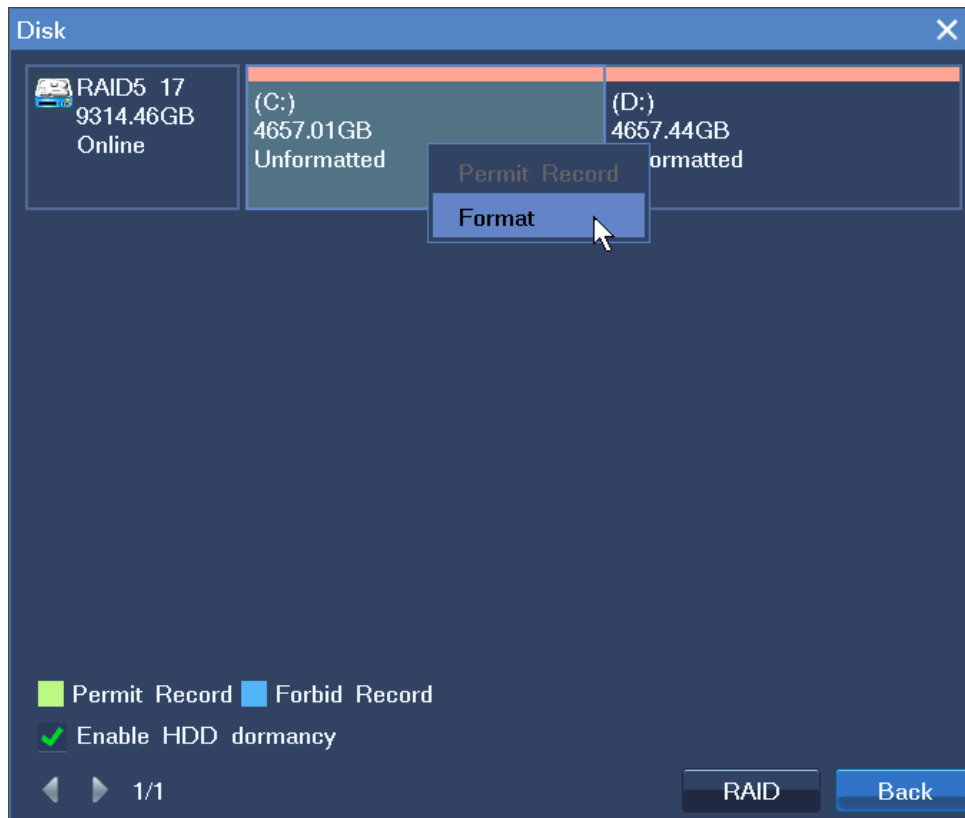 Disk
RAID5 17
9314.46GB
Online
(C:)
4657.01GB
Unformatted
(D:)
4657.44GB
ormatted
Permit Record
Format
Permit Record
Forbid Record
Enable HDD dormancy
1/1
RAID
Back